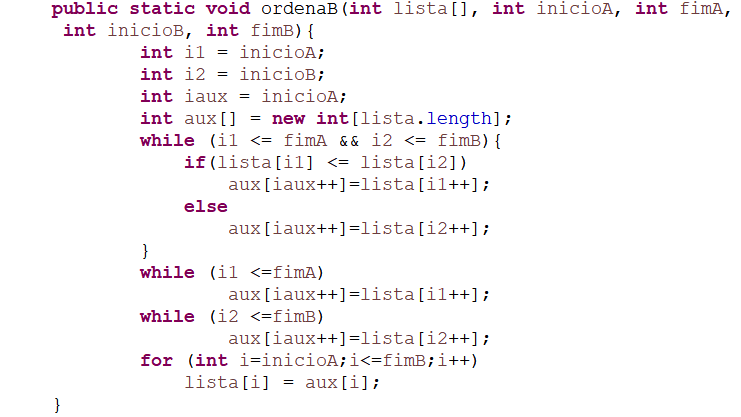 public static void ordenaB(int lista[], int inicioA, int fimA,
int inicioB, int fimB){
int i1 = inicioA;
int i2 = inicioB;
int iaux = inicioA;
int aux[] = new int[lista.length];
while (i1 <= fimA && i2 <= fimB){
if(lista[i1] <= lista[i2])
aux[iaux++]=lista[i1++];
else
aux[iaux++]=lista[i2++];
}
while (i1 <=fimA)
aux[iaux++]=lista[i1++];
while (i2 <=fimB)
aux[iaux++]=lista[i2++];
for (int i=inicioA;i<=fimB;i++)
lista[i] = aux[i];
}